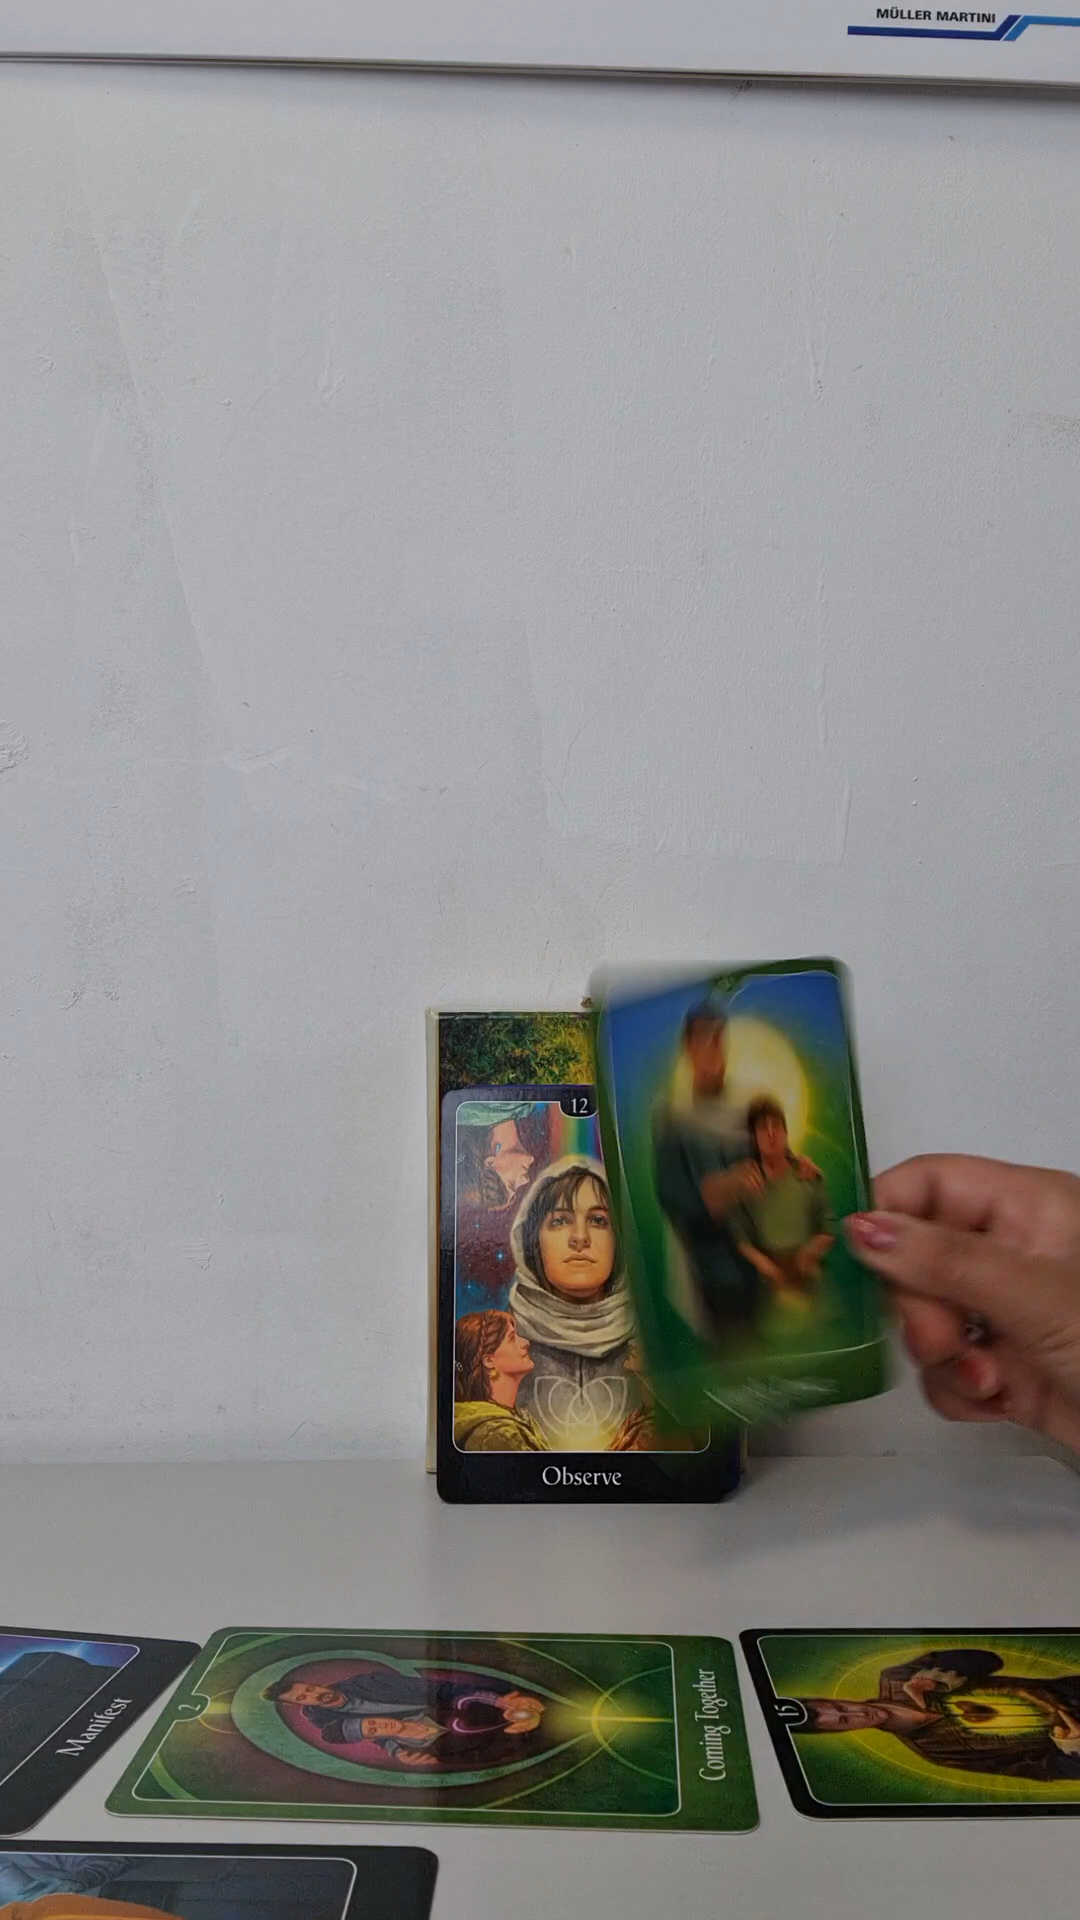 MÜLLER MARTINI
12
Observe
Manifest
2
Coming Together
15